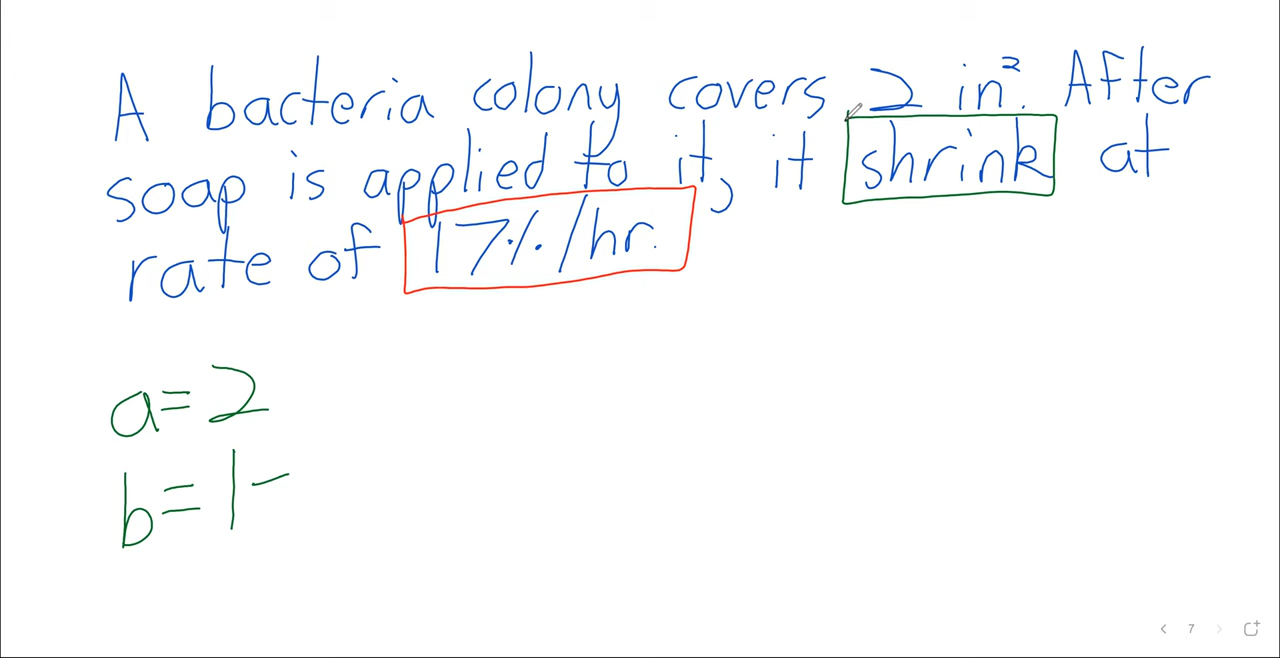 A bacteria colony covers 2 in². After
soap is applied to it, it shrink at
rate of 17%/hr.
a=2
b=1-
< 7 >